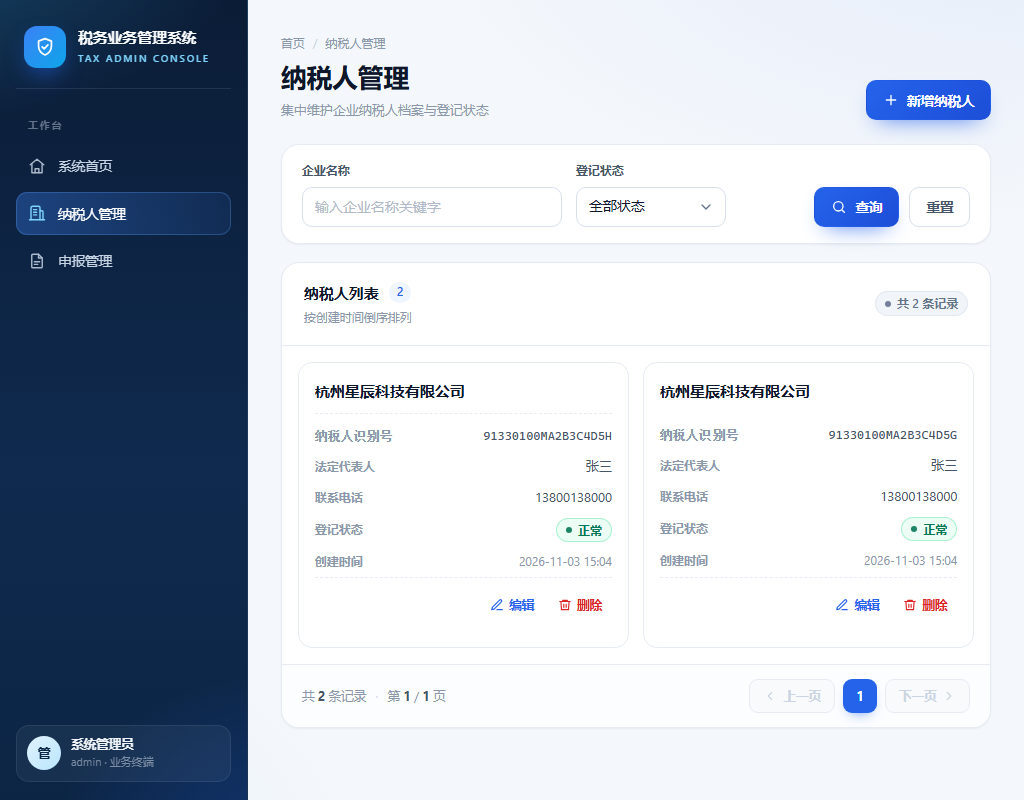 税务业务管理系统
TAX ADMIN CONSOLE
工作台
系统首页
纳税人管理
申报管理
管
系统管理员
admin · 业务终端
首页 / 纳税人管理
纳税人管理
集中维护企业纳税人档案与登记状态
+ 新增纳税人
企业名称
登记状态
输入企业名称关键字
全部状态
查询
重置
纳税人列表 2
按创建时间倒序排列
共 2 条记录
杭州星辰科技有限公司
纳税人识别号 91330100MA2B3C4D5H
法定代表人 张三
联系电话 13800138000
登记状态 正常
创建时间 2026-11-03 15:04
编辑 删除
杭州星辰科技有限公司
纳税人识别号 91330100MA2B3C4D5G
法定代表人 张三
联系电话 13800138000
登记状态 正常
创建时间 2026-11-03 15:04
编辑 删除
共 2 条记录 · 第 1 / 1 页
上一页 1 下一页